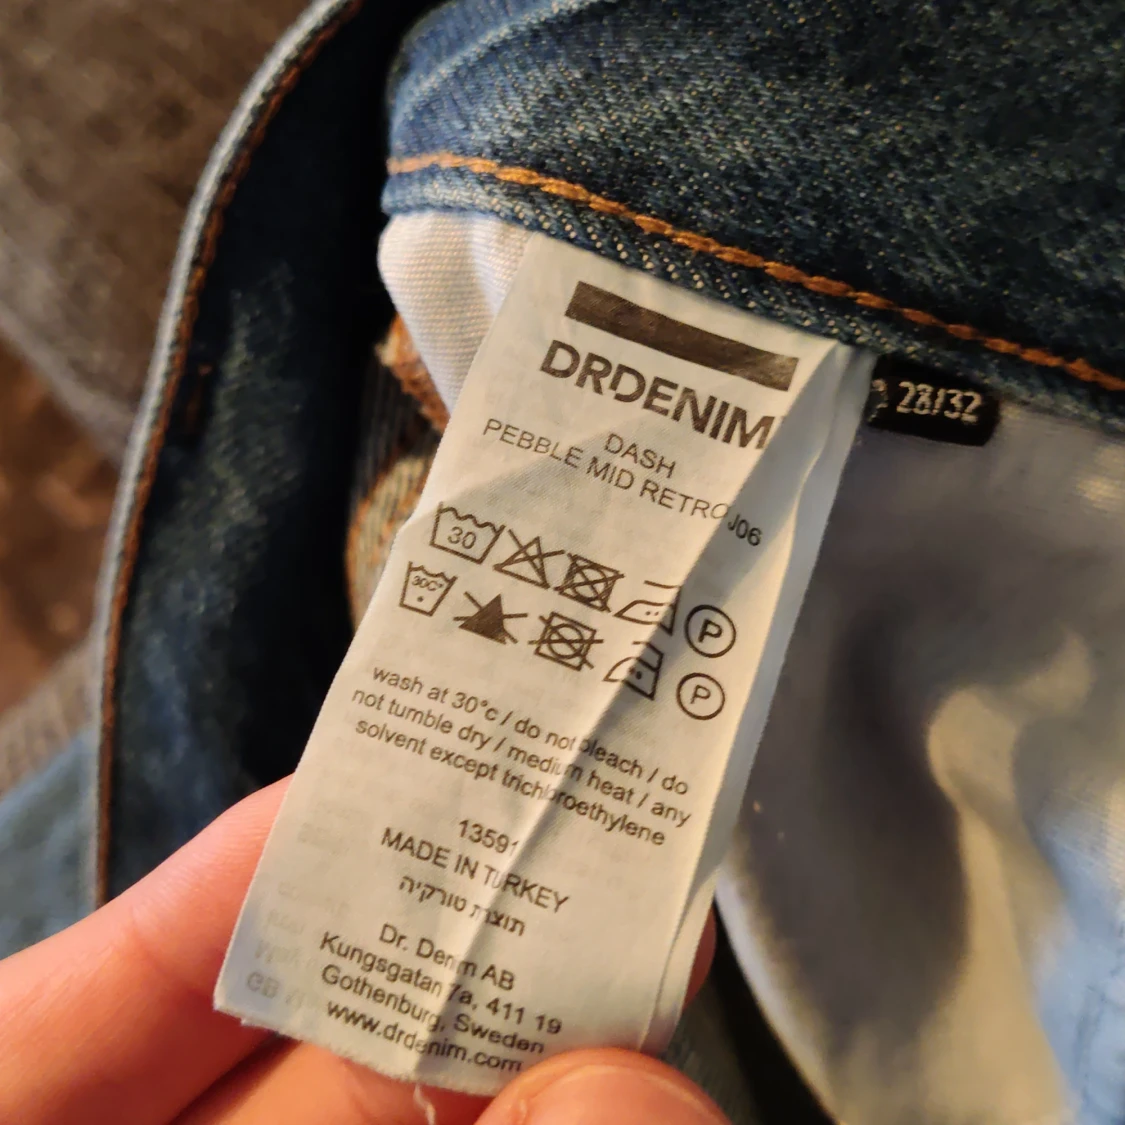 DRDENIM
DASH
PEBBLE MID RETRO J06
30
P
30C°
P
wash at 30°c / do not bleach / do
not tumble dry / medium heat / any
solvent except trichloroethylene
13591
MADE IN TURKEY
תוצרת טורקיה
Dr. Denim AB
Kungsgatan 7a, 411 19
Gothenburg, Sweden
www.drdenim.com
28/32